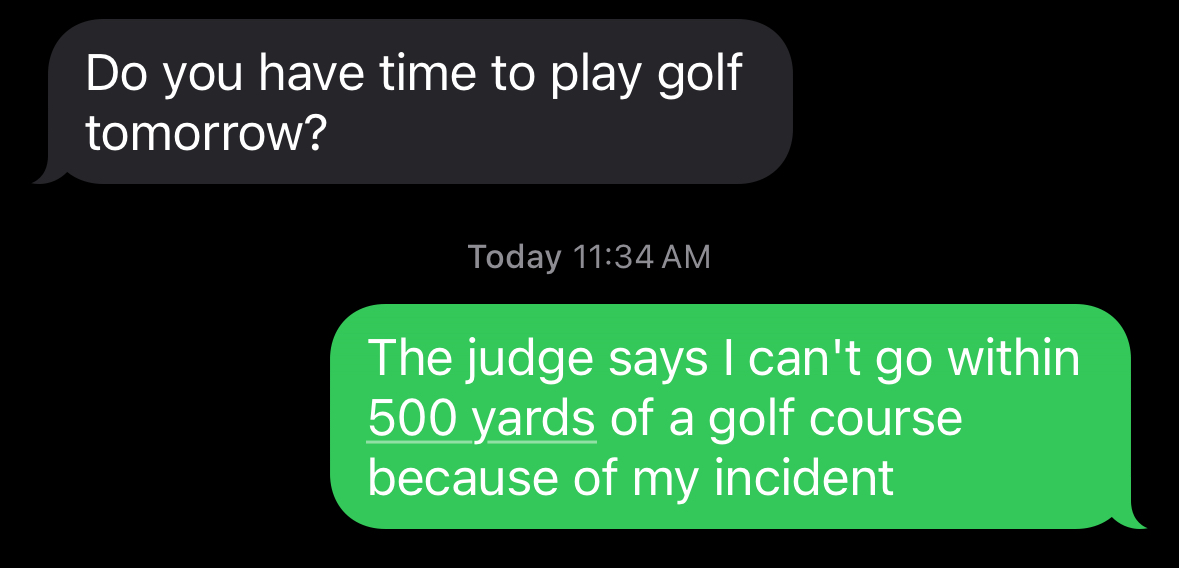 Do you have time to play golf
tomorrow?
Today 11:34 AM
The judge says I can't go within
500 yards of a golf course
because of my incident